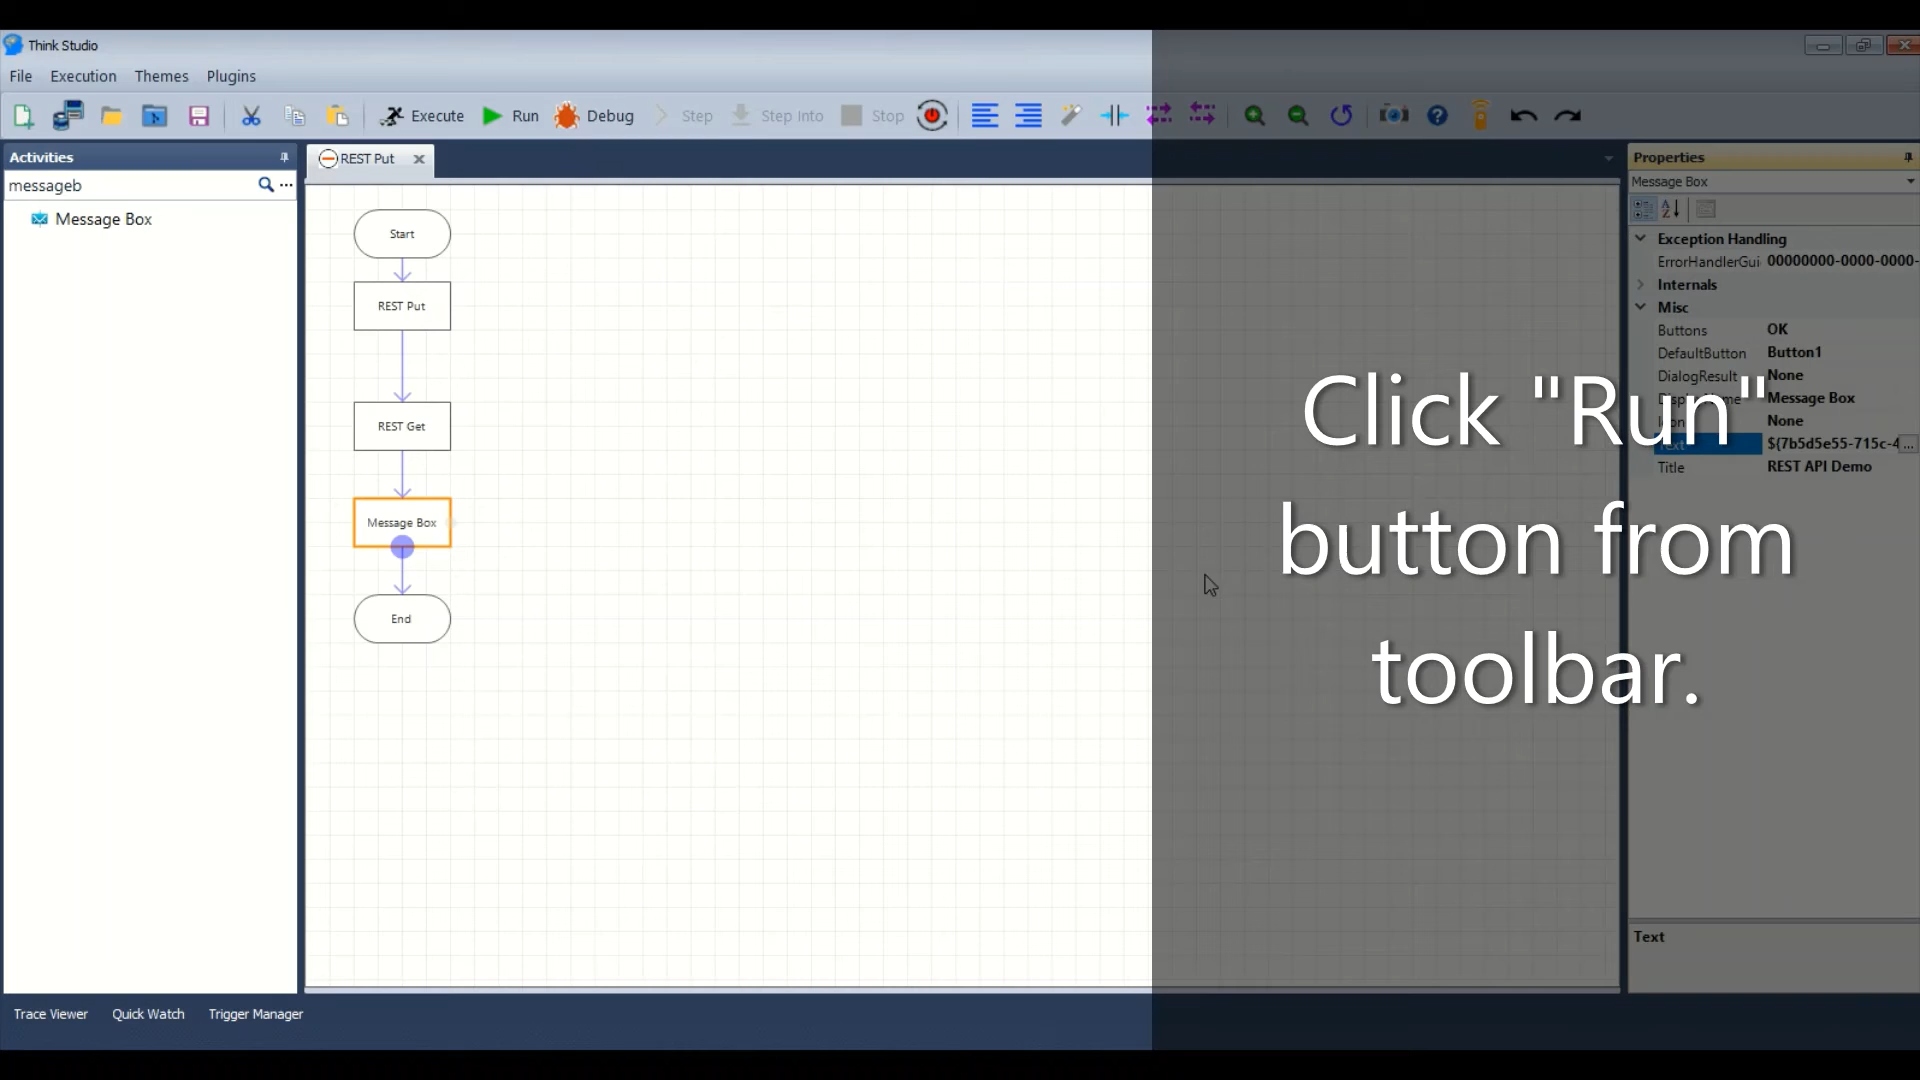 Think Studio
File Execution Themes Plugins
Execute Run Debug Step Step Into Stop
Activities
messageb
Message Box
REST Put
Start
REST Put
REST Get
Message Box
End
Click "Run"
button from
toolbar.
Properties
Message Box
Exception Handling
ErrorHandlerGui 00000000-0000-0000-
Internals
Misc
Buttons OK
DefaultButton Button1
DialogResult None
DisplayName Message Box
Icon None
Text ${7b5d5e55-715c-4 ...
Title REST API Demo
Text
Trace Viewer Quick Watch Trigger Manager